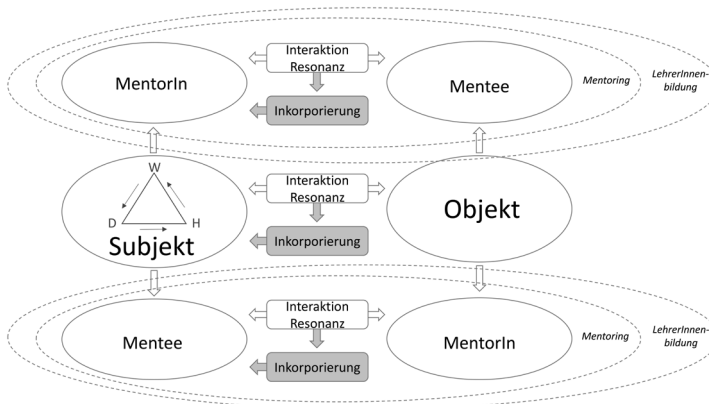 Interaktion
Resonanz
MentorIn
Mentee
Mentoring
LehrerInnen-
bildung
Inkorporierung
W
D
H
Subjekt
Interaktion
Resonanz
Inkorporierung
Objekt
Interaktion
Resonanz
Mentee
MentorIn
Mentoring
LehrerInnen-
bildung
Inkorporierung